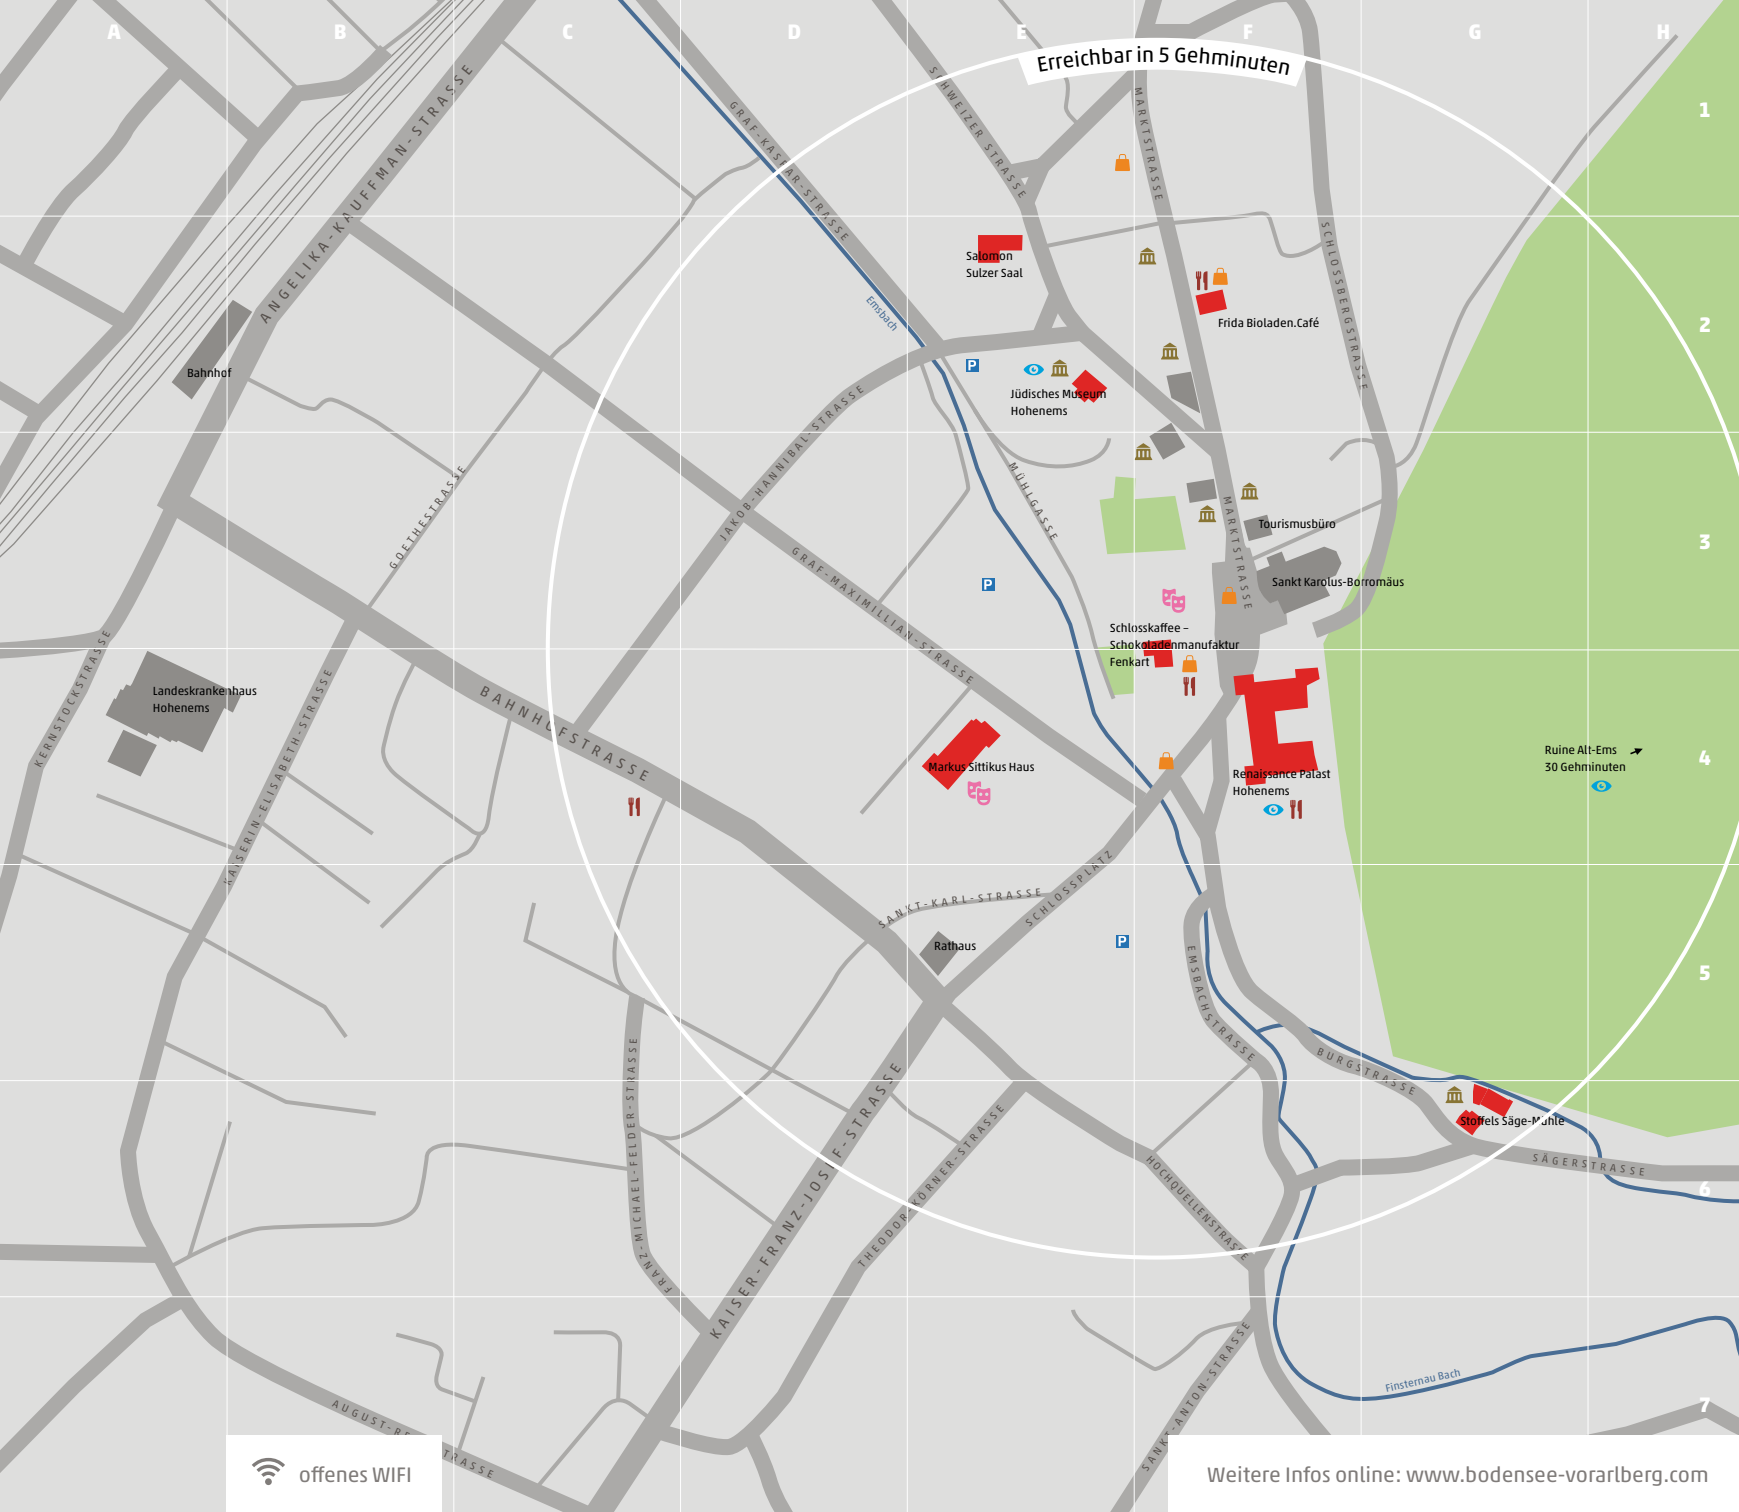 A B C D E F G H
Erreichbar in 5 Gehminuten
1
2
3
4
5
6
7
ANGELIKA-KAUFFMAN-STRASSE
GRAF-KASPAR-STRASSE
SCHWEIZER STRASSE
MARKTSTRASSE
SCHLOSSBERGSTRASSE
Salomon
Sulzer Saal
Emsbach
Frida Bioladen.Café
Bahnhof
Jüdisches Museum
Hohenems
JAKOB-HANNIBAL-STRASSE
MÜHLGASSE
GOETHESTRASSE
MARKTSTRASSE
Tourismusbüro
Sankt Karolus-Borromäus
GRAF-MAXIMILLIAN-STRASSE
P
P
Schlosskaffee –
Schokoladenmanufaktur
Fenkart
KERNSTOCKSTRASSE
Landeskrankenhaus
Hohenems
KAISERIN-ELISABETH-STRASSE
BAHNHOFSTRASSE
Markus Sittikus Haus
Renaissance Palast
Hohenems
Ruine Alt-Ems
30 Gehminuten
SANKT-KARL-STRASSE
SCHLOSSPLATZ
Rathaus
P
EMSBACHSTRASSE
BURGSTRASSE
Stoffels Säge-Mühle
SÄGERSTRASSE
FRANZ-MICHAEL-FELDER-STRASSE
KAISER-FRANZ-JOSEF-STRASSE
THEODOR-KÖRNER-STRASSE
HOCHQUELLENSTRASSE
SANKT-ANTON-STRASSE
Finsternau Bach
offenes WIFI
Weitere Infos online: www.bodensee-vorarlberg.com